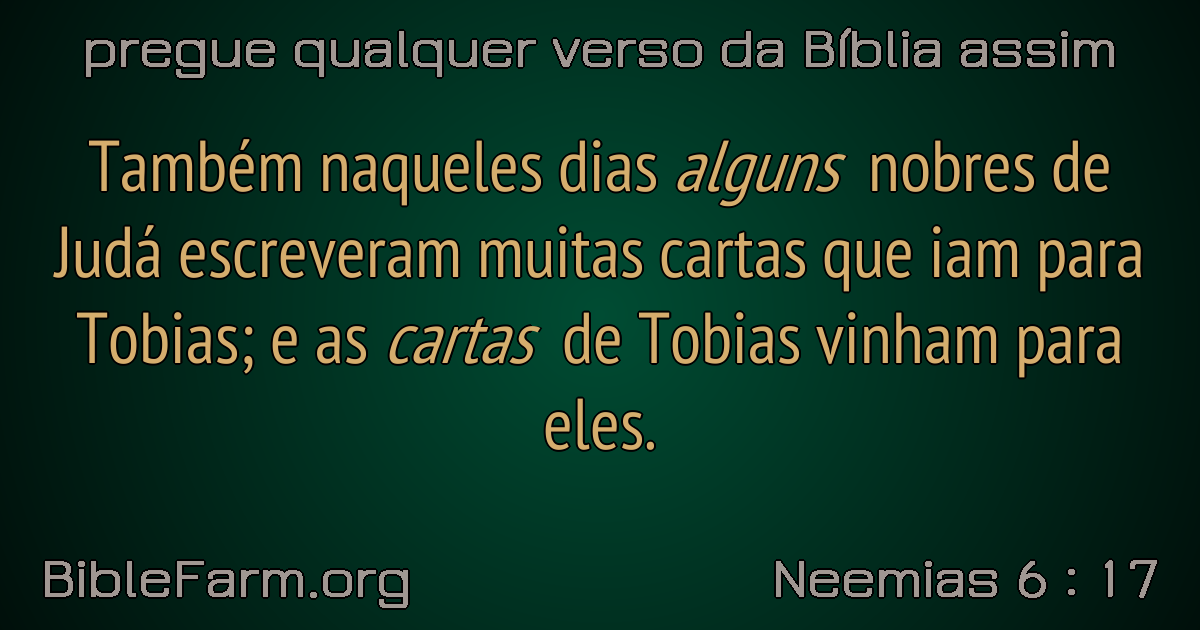 pregue qualquer verso da Bíblia assim
Também naqueles dias alguns nobres de
Judá escreveram muitas cartas que iam para
Tobias; e as cartas de Tobias vinham para
eles.
BibleFarm.org
Neemias 6 : 17